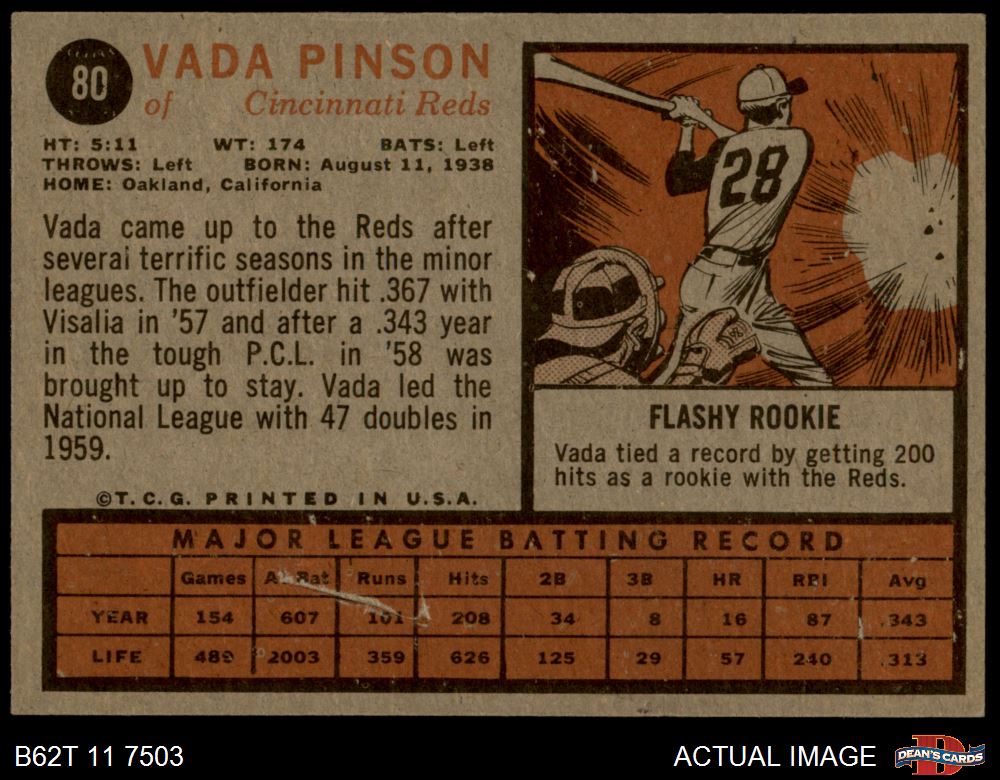 80
VADA PINSON
of Cincinnati Reds
HT: 5:11 WT: 174 BATS: Left
THROWS: Left BORN: August 11, 1938
HOME: Oakland, California
Vada came up to the Reds after
several terrific seasons in the minor
leagues. The outfielder hit .367 with
Visalia in '57 and after a .343 year
in the tough P.C.L. in '58 was
brought up to stay. Vada led the
National League with 47 doubles in
1959.
©T.C.G. PRINTED IN U.S.A.
28
FLASHY ROOKIE
Vada tied a record by getting 200
hits as a rookie with the Reds.
MAJOR LEAGUE BATTING RECORD
Games At Bat Runs Hits 2B 3B HR RBI Avg
YEAR 154 607 101 208 34 8 16 87 .343
LIFE 489 2003 359 626 125 29 57 240 .313
B62T 11 7503
ACTUAL IMAGE
D
DEAN'S CARDS